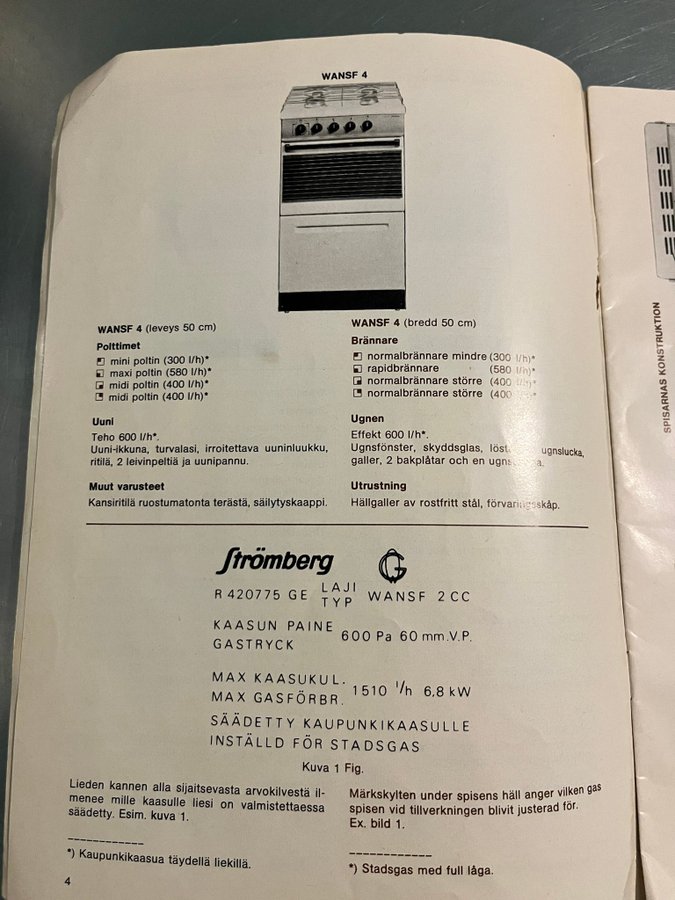 WANSF 4
WANSF 4 (leveys 50 cm)
Polttimet
mini poltin (300 l/h)*
maxi poltin (580 l/h)*
midi poltin (400 l/h)*
midi poltin (400 l/h)*
Uuni
Teho 600 l/h*.
Uuni-ikkuna, turvalasi, irroitettava uuninluukku,
ritilä, 2 leivinpeltiä ja uunipannu.
Muut varusteet
Kansiritilä ruostumatonta terästä, säilytyskaappi.
WANSF 4 (bredd 50 cm)
Brännare
normalbrännare mindre (300 l/h)*
rapidbrännare (580 l/h)*
normalbrännare större (400 l/h)*
normalbrännare större (400
Ugnen
Effekt 600 l/h*.
Ugnsfönster, skyddsglas, ugnslucka,
galler, 2 bakplåtar och en
Utrustning
Hällgaller av rostfritt stål, förvaringsskåp.
Strömberg
R 420775 GE LAJI TYP WANSF 2 CC
KAASUN PAINE
GASTRYCK
600 Pa 60 mm.V.P.
MAX KAASUKUL.
MAX GASFÖRBR.
1510 l/h 6,8 kW
SÄÄDETTY KAUPUNKIKAASULLE
INSTÄLLD FÖR STADSGAS
Kuva 1 Fig.
Lieden kannen alla sijaitsevasta arvokilvestä il-
menee mille kaasulle liesi on valmistettaessa
säädetty. Esim. kuva 1.
*) Kaupunkikaasua täydellä liekillä.
4
Märkskylten under spisens häll anger vilken gas
spisen vid tillverkningen blivit justerad för.
Ex. bild 1.
*) Stadsgas med full låga.
SPISARNAS KONSTRUKTION